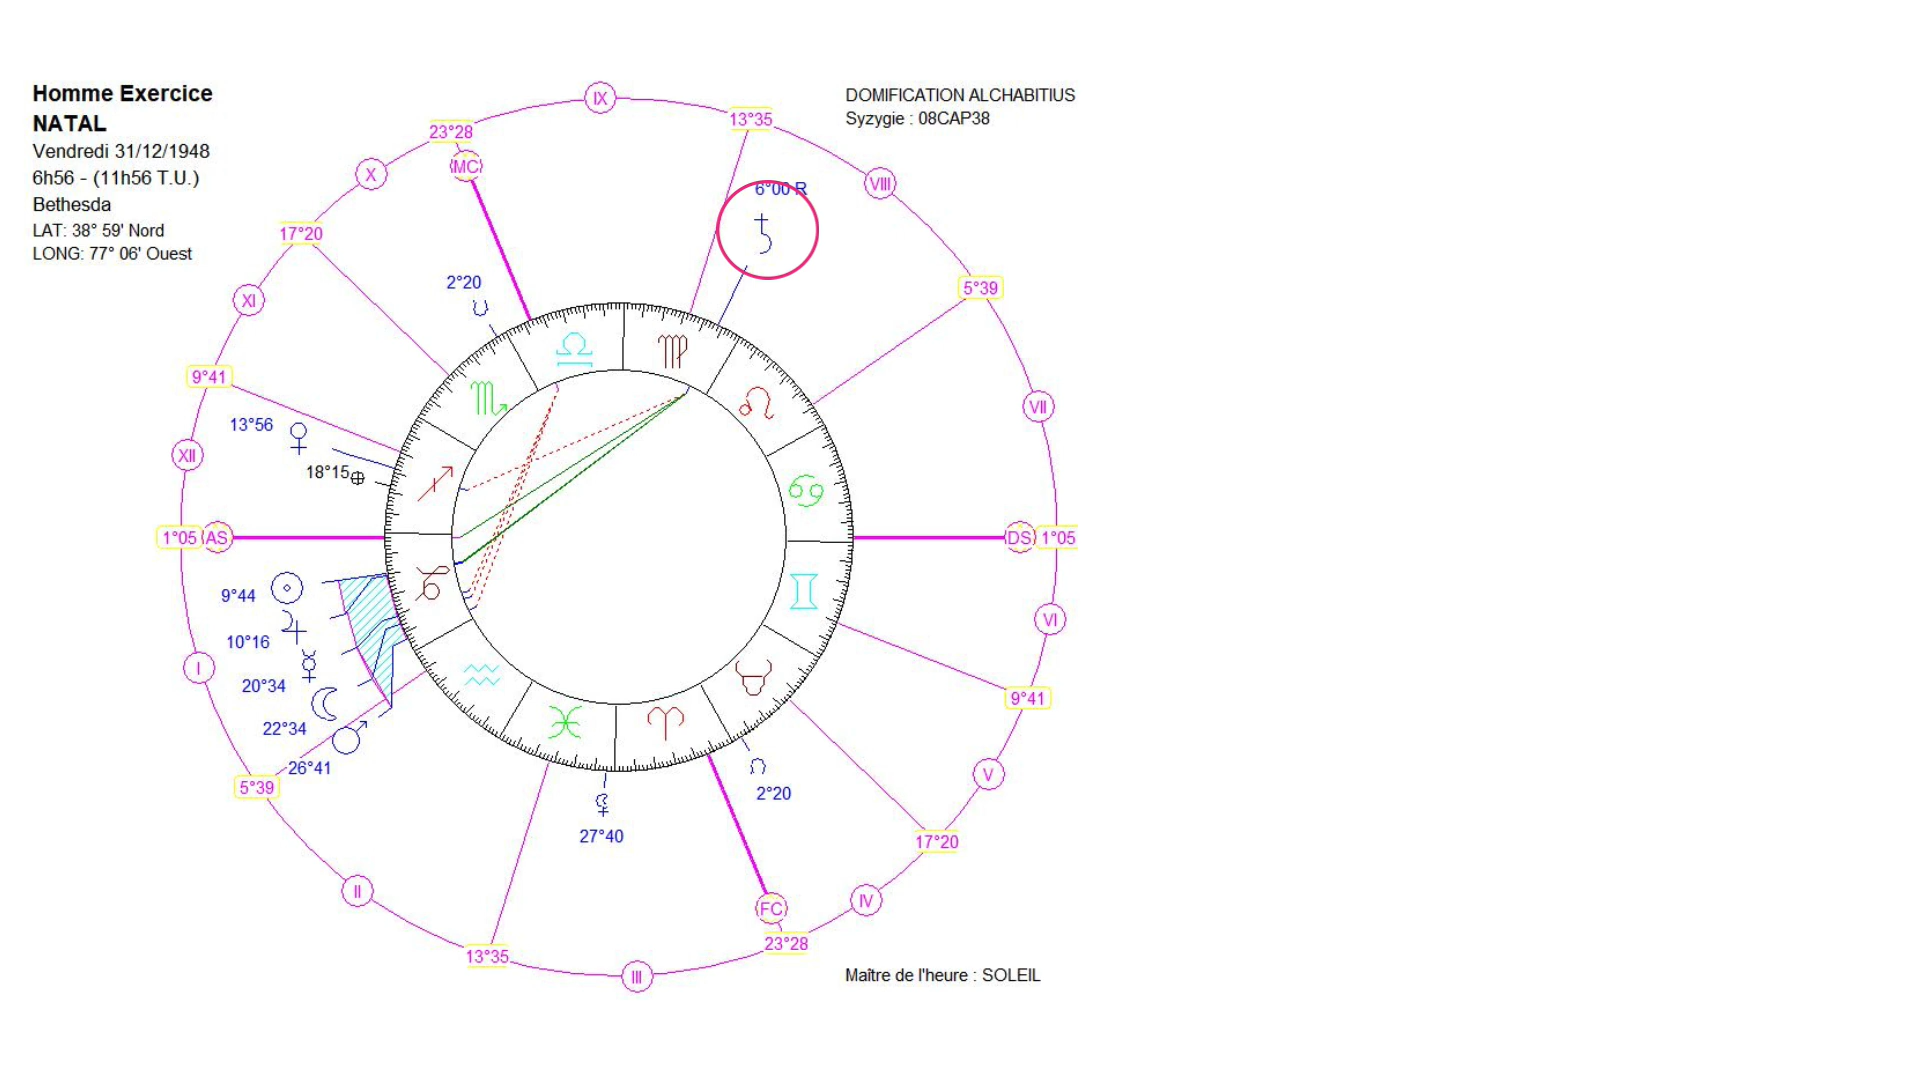 Homme Exercice
NATAL
Vendredi 31/12/1948
6h56 - (11h56 T.U.)
Bethesda
LAT: 38° 59' Nord
LONG: 77° 06' Ouest
DOMIFICATION ALCHABITIUS
Syzygie : 08CAP38
IX
23°28
13°35
MC
X
VIII
6°00 R
17°20
2°20
5°39
XI
9°41
VII
13°56
XII
18°15
1°05 AS
DS 1°05
9°44
VI
10°16
I
20°34
9°41
22°34
26°41
V
5°39
2°20
27°40
17°20
II
IV
FC
23°28
13°35
III
Maître de l'heure : SOLEIL